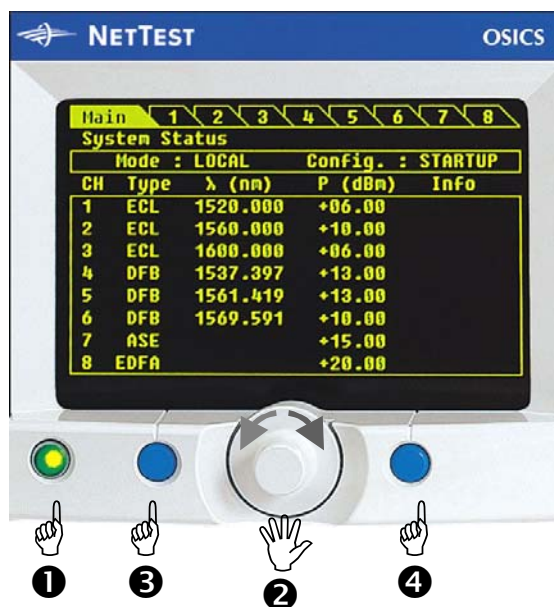 NETTEST OSICS
Main 1 2 3 4 5 6 7 8
System Status
Mode : LOCAL Config. : STARTUP
CH Type λ (nm) P (dBm) Info
1 ECL 1520.000 +06.00
2 ECL 1560.000 +10.00
3 ECL 1600.000 +06.00
4 DFB 1537.397 +13.00
5 DFB 1561.419 +13.00
6 DFB 1569.591 +10.00
7 ASE +15.00
8 EDFA +20.00
❶ ❸ ❷ ❹